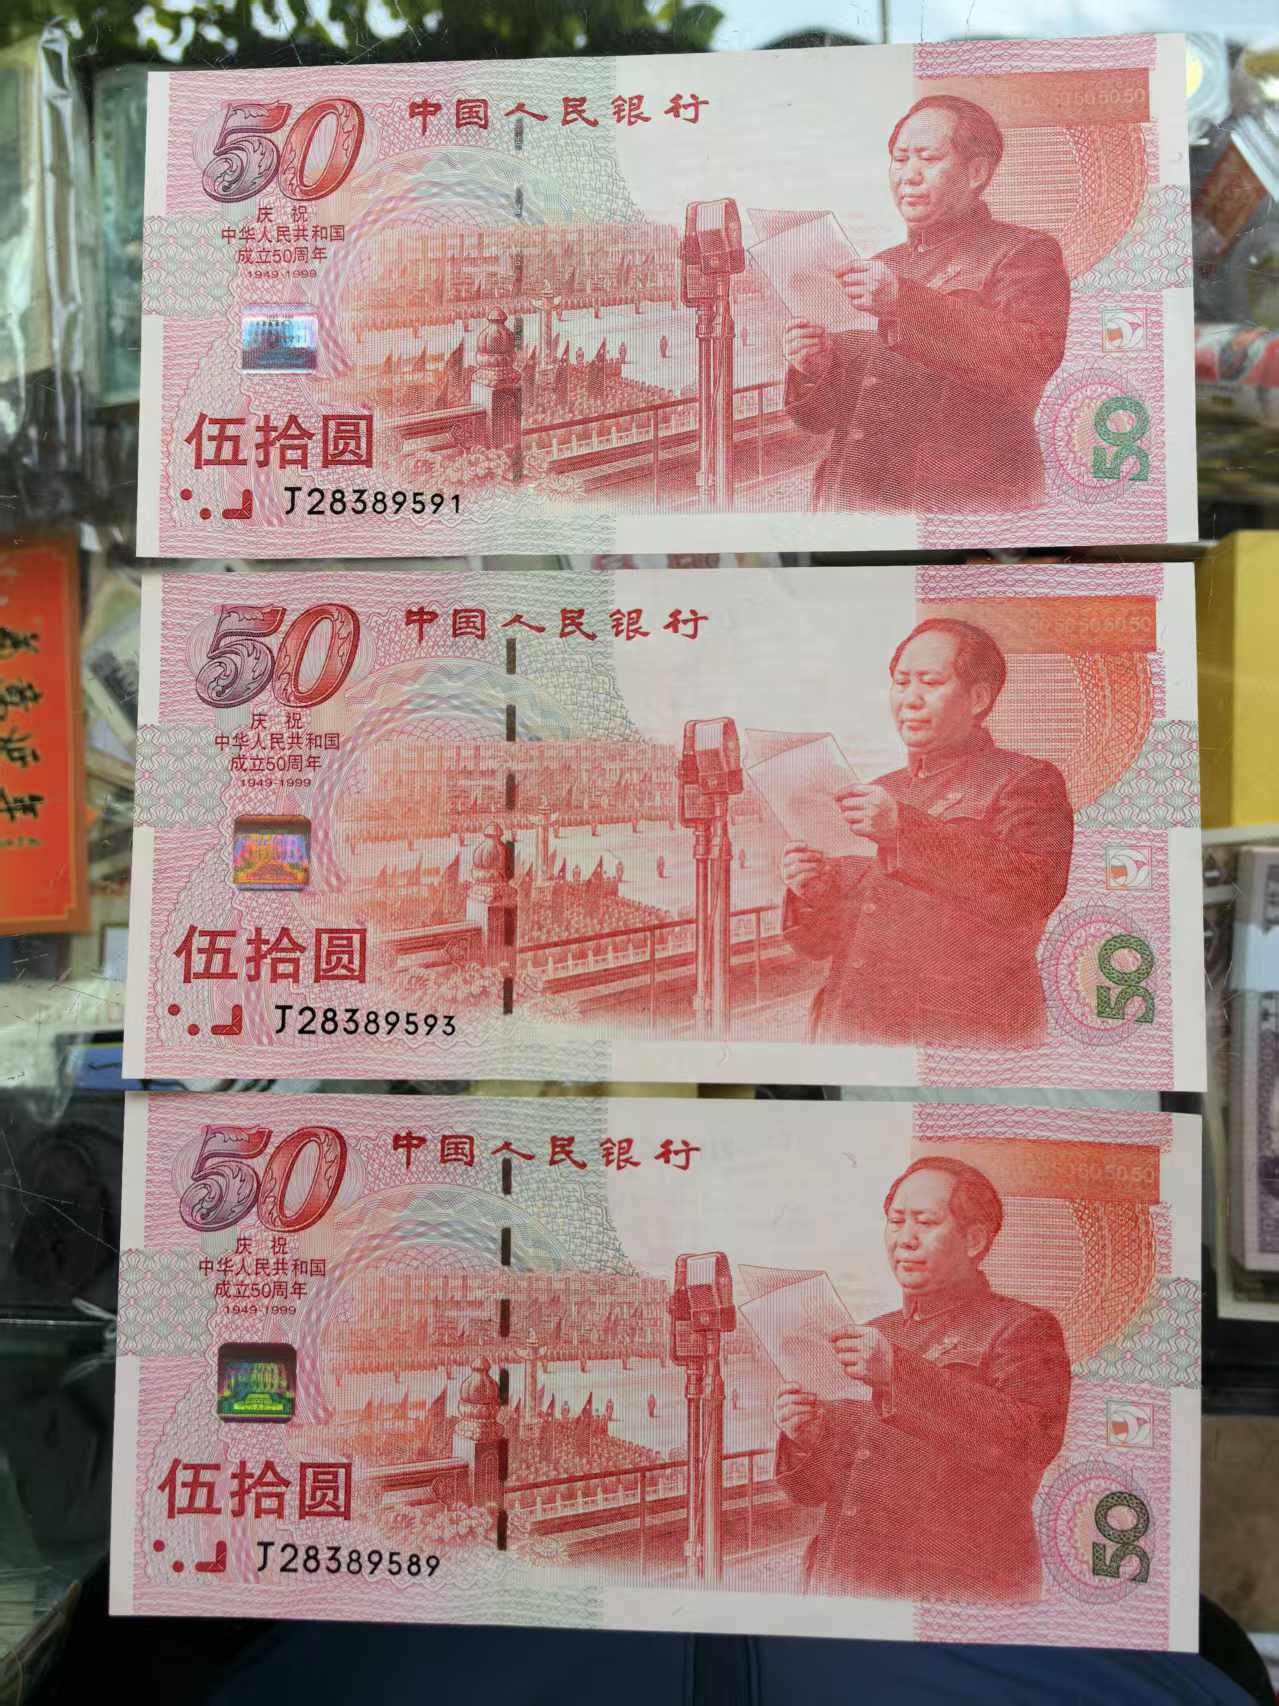 50
中国人民银行
庆祝
中华人民共和国
成立50周年
1949-1999
伍拾圆
J28389591
50
50
中国人民银行
庆祝
中华人民共和国
成立50周年
1949-1999
伍拾圆
J28389593
50
50
中国人民银行
庆祝
中华人民共和国
成立50周年
1949-1999
伍拾圆
J28389589
50